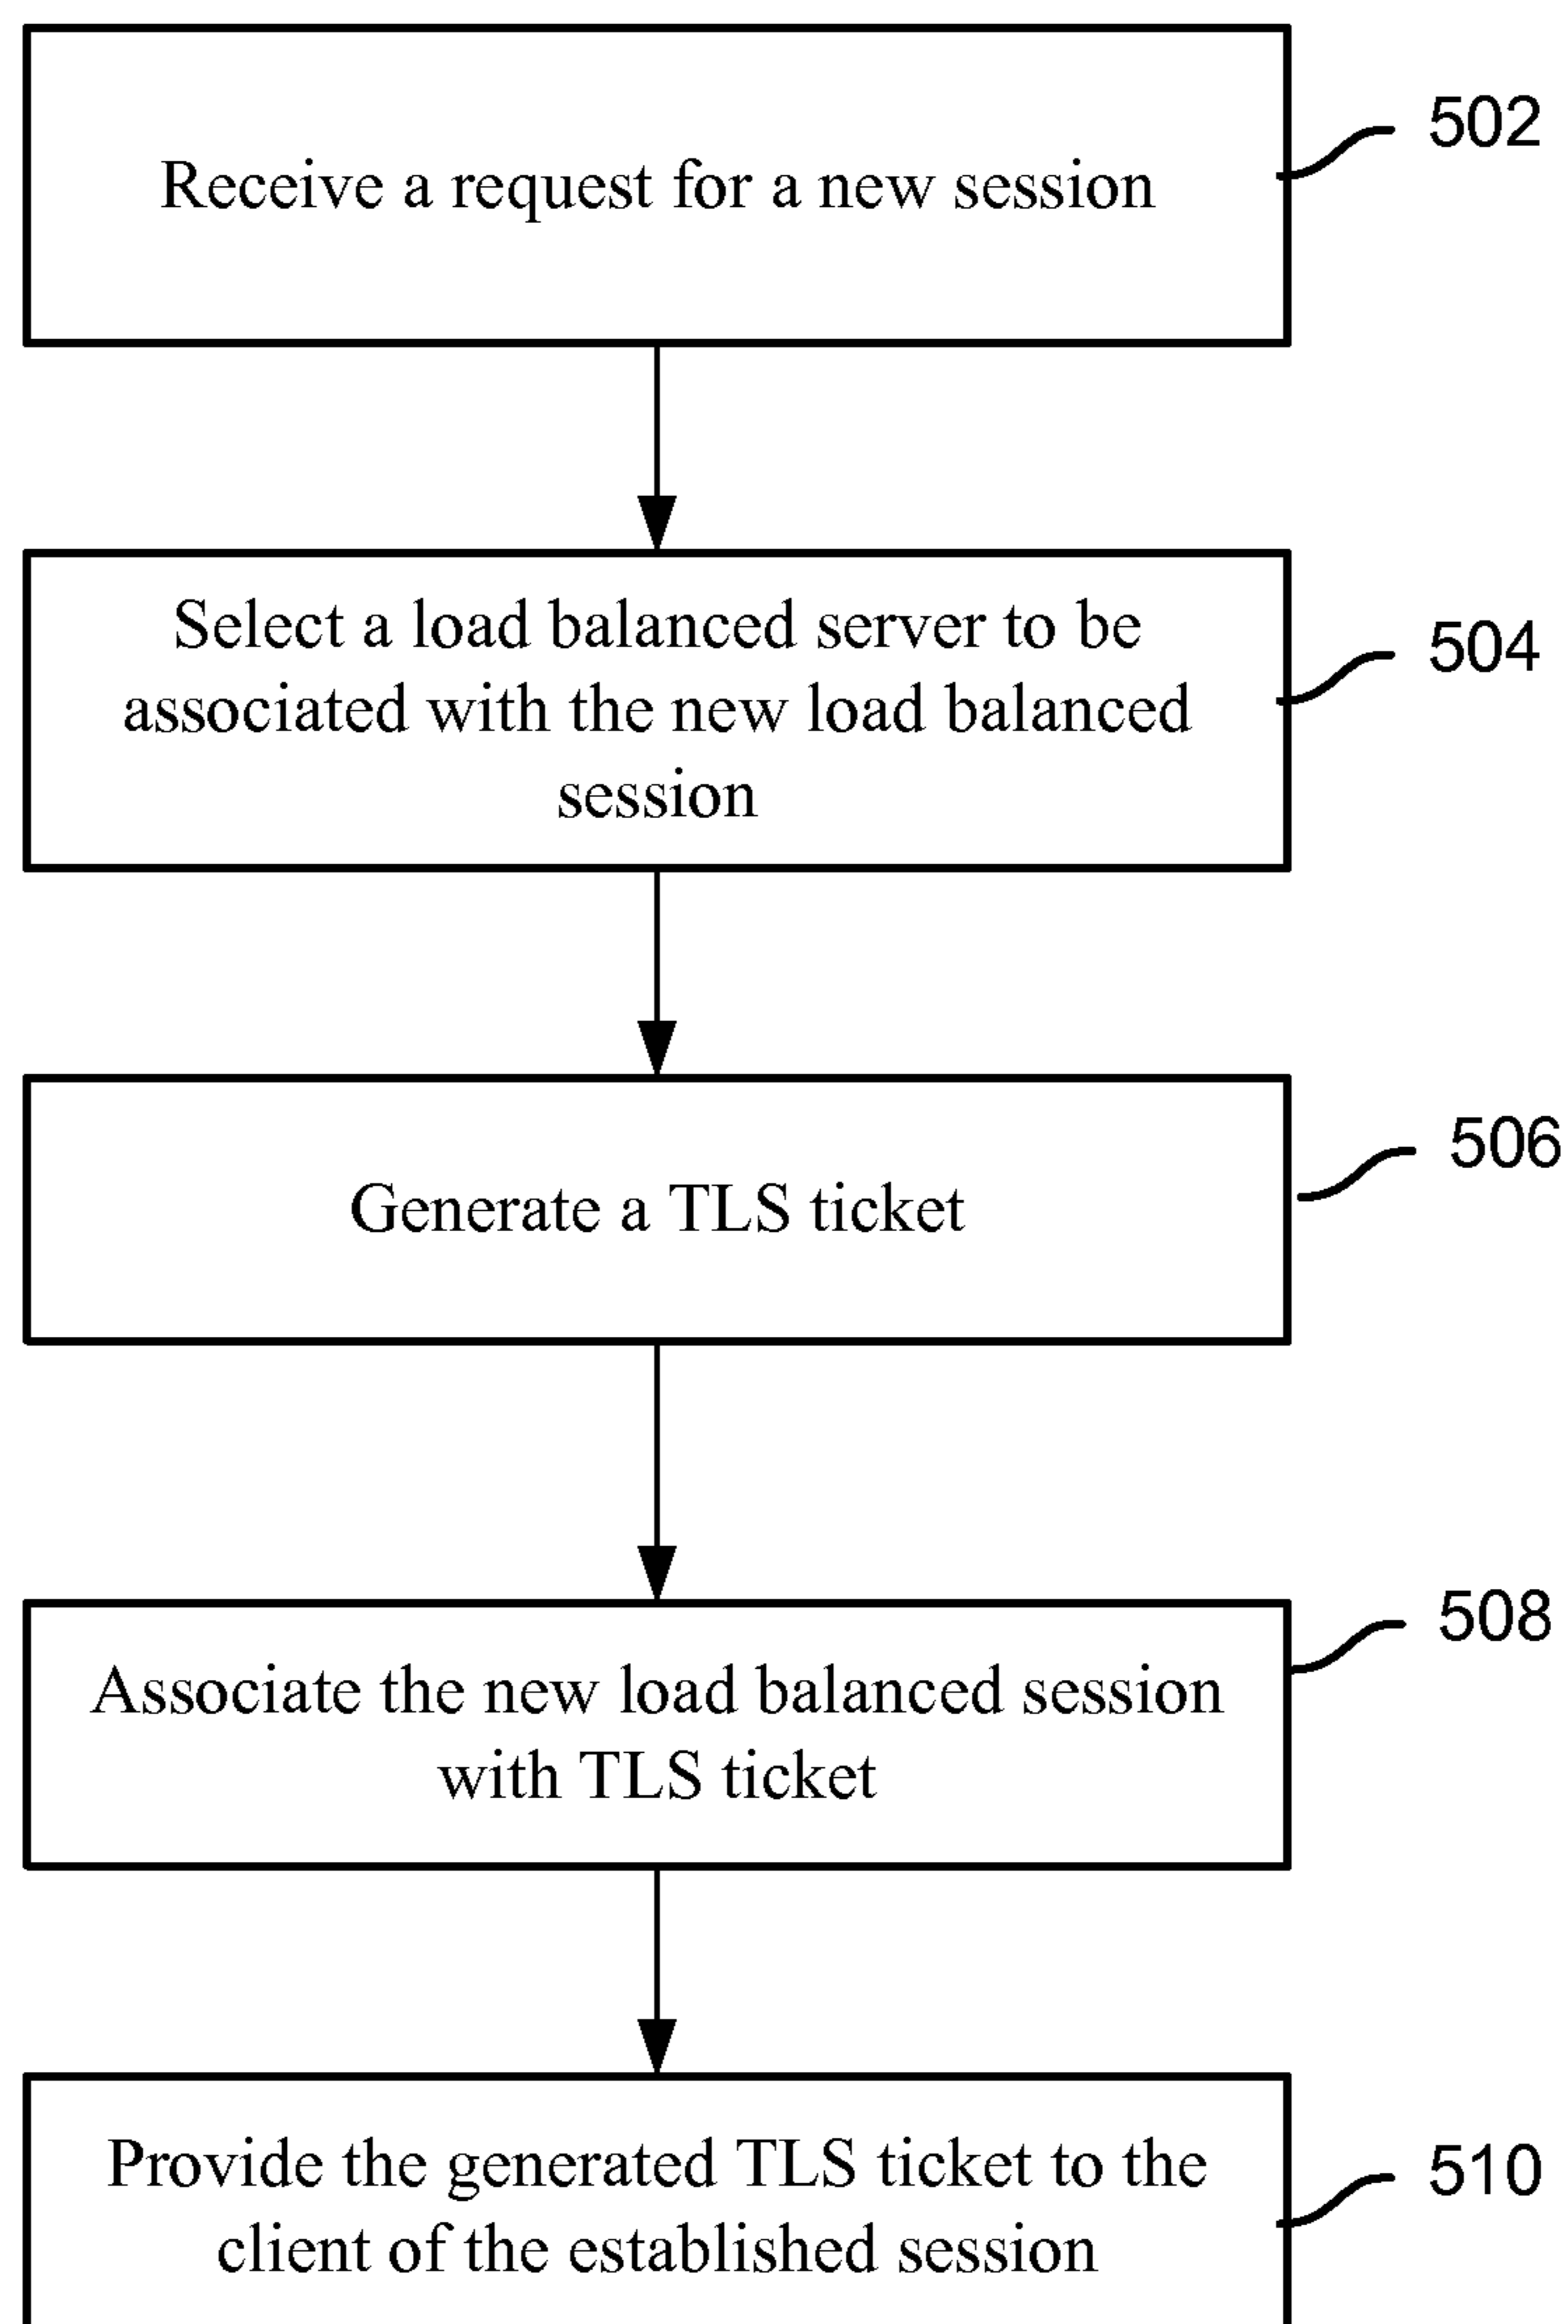 Receive a request for a new session
502
Select a load balanced server to be
associated with the new load balanced
session
504
Generate a TLS ticket
506
Associate the new load balanced session
with TLS ticket
508
Provide the generated TLS ticket to the
client of the established session
510